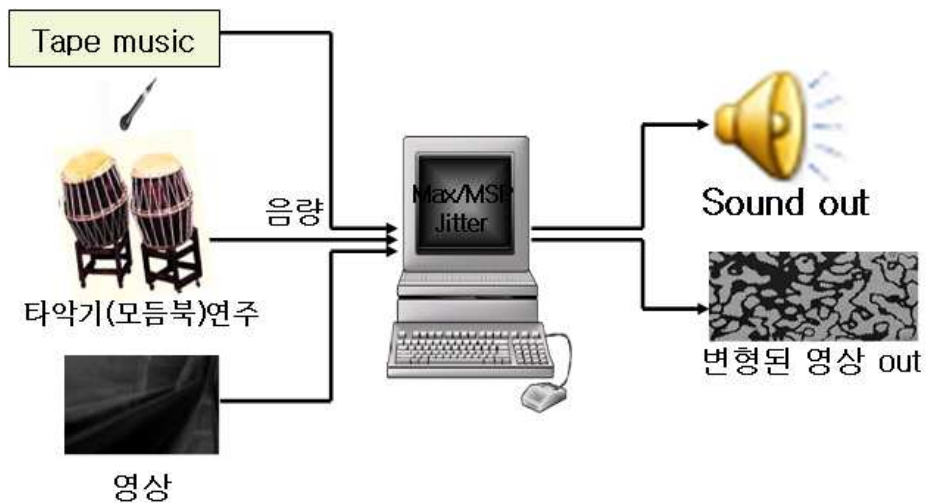 Tape music
음량
타악기(모듬북)연주
영상
Max/MSP
Jitter
Sound out
변형된 영상 out